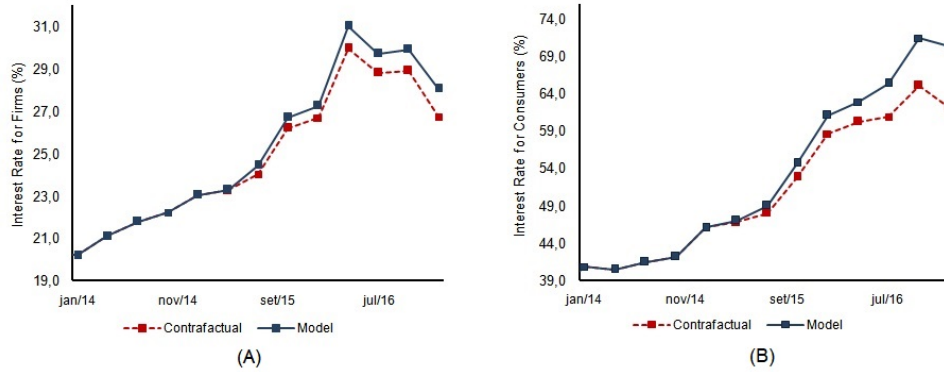 Interest Rate for Firms (%)
31,0
29,0
27,0
25,0
23,0
21,0
19,0
jan/14 nov/14 set/15 jul/16
Contrafactual Model
(A)
Interest Rate for Consumers (%)
74,0
69,0
64,0
59,0
54,0
49,0
44,0
39,0
jan/14 nov/14 set/15 jul/16
Contrafactual Model
(B)